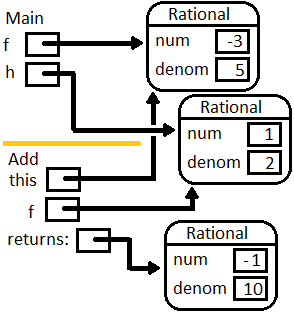 Main
f
h
Rational
num -3
denom 5
Rational
num 1
denom 2
Add
this
f
returns:
Rational
num -1
denom 10